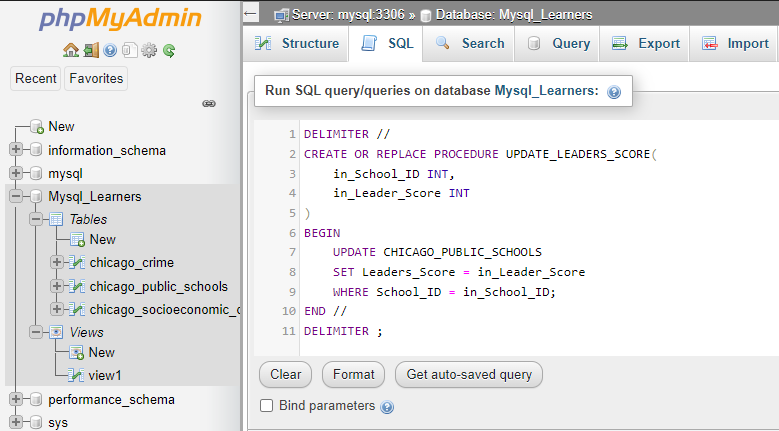 phpMyAdmin
Recent Favorites
New
information_schema
mysql
Mysql_Learners
Tables
New
chicago_crime
chicago_public_schools
chicago_socioeconomic_
Views
New
view1
performance_schema
sys
Server: mysql:3306 » Database: Mysql_Learners
Structure SQL Search Query Export Import
Run SQL query/queries on database Mysql_Learners:
1 DELIMITER //
2 CREATE OR REPLACE PROCEDURE UPDATE_LEADERS_SCORE(
3 in_School_ID INT,
4 in_Leader_Score INT
5 )
6 BEGIN
7 UPDATE CHICAGO_PUBLIC_SCHOOLS
8 SET Leaders_Score = in_Leader_Score
9 WHERE School_ID = in_School_ID;
10 END //
11 DELIMITER ;
Clear Format Get auto-saved query
Bind parameters